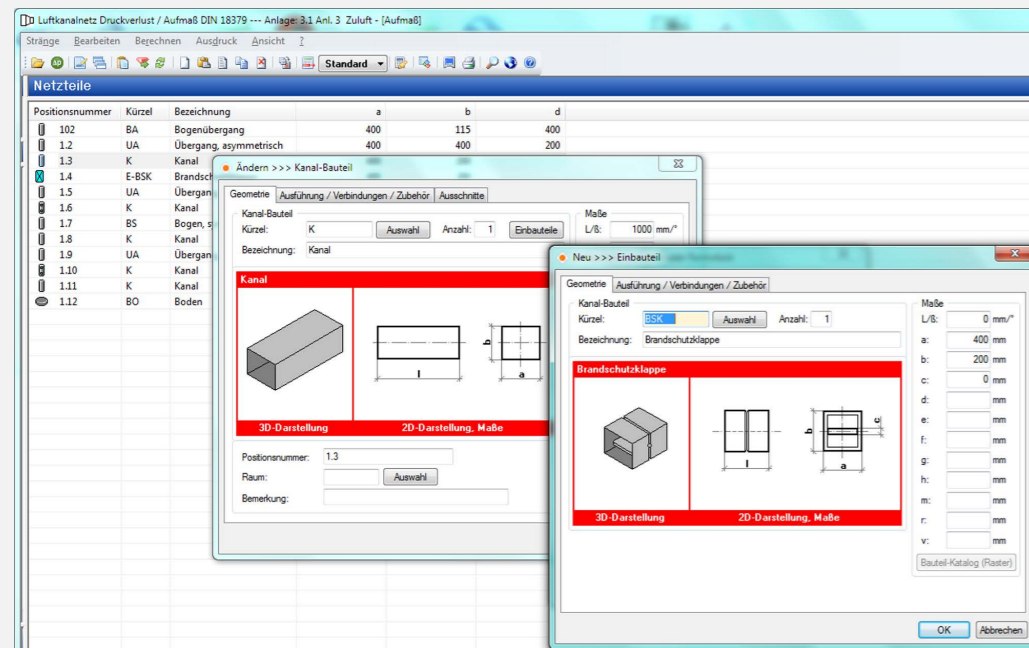 Luftkanalnetz Druckverlust / Aufmaß DIN 18379 --- Anlage: 3.1 Anl. 3 Zuluft - [Aufmaß]
Stränge Bearbeiten Berechnen Ausdruck Ansicht ?
Standard
Netzteile
Positionsnummer Kürzel Bezeichnung a b d
102 BA Bogenübergang 400 115 400
1.2 UA Übergang, asymmetrisch 400 400 200
1.3 K Kanal
1.4 E-BSK Brandsch
1.5 UA Übergan
1.6 K Kanal
1.7 BS Bogen, s
1.8 K Kanal
1.9 UA Übergan
1.10 K Kanal
1.11 K Kanal
1.12 BO Boden
Ändern >>> Kanal-Bauteil
Geometrie Ausführung / Verbindungen / Zubehör Ausschnitte
Kanal-Bauteil
Kürzel: K Auswahl Anzahl: 1 Einbauteile
Bezeichnung: Kanal
Maße
L/ß: 1000 mm/°
Kanal
b
l
a
3D-Darstellung 2D-Darstellung, Maße
Positionsnummer: 1.3
Raum: Auswahl
Bemerkung:
Neu >>> Einbauteil
Geometrie Ausführung / Verbindungen / Zubehör
Kanal-Bauteil
Kürzel: BSK Auswahl Anzahl: 1
Bezeichnung: Brandschutzklappe
Brandschutzklappe
b
c
l
a
3D-Darstellung 2D-Darstellung, Maße
Maße
L/ß: 0 mm/°
a: 400 mm
b: 200 mm
c: 0 mm
d: mm
e: mm
f: mm
g: mm
h: mm
m: mm
r: mm
v: mm
Bauteil-Katalog (Raster)
OK Abbrechen